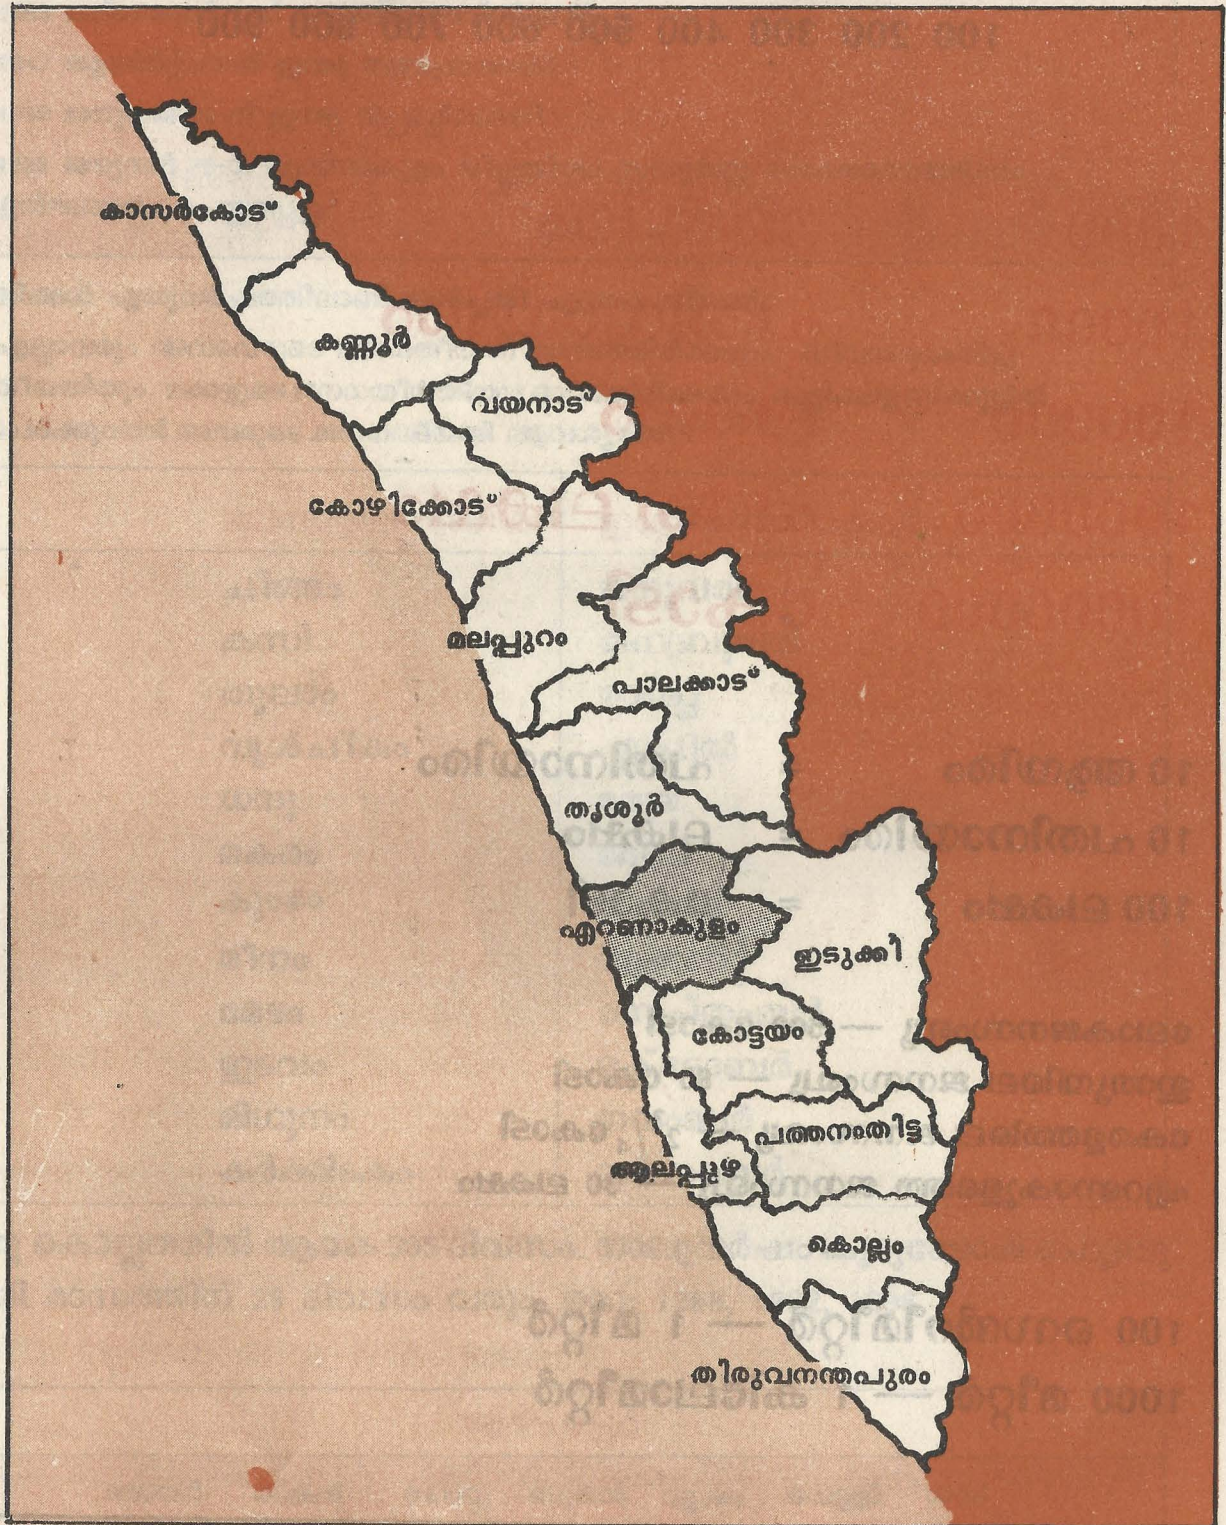 കാസർകോട്
കണ്ണൂർ
വയനാട്
കോഴിക്കോട്
മലപ്പുറം
പാലക്കാട്
തൃശൂർ
എറണാകുളം
ഇടുക്കി
കോട്ടയം
പത്തനംതിട്ട
ആലപ്പുഴ
കൊല്ലം
തിരുവനന്തപുരം